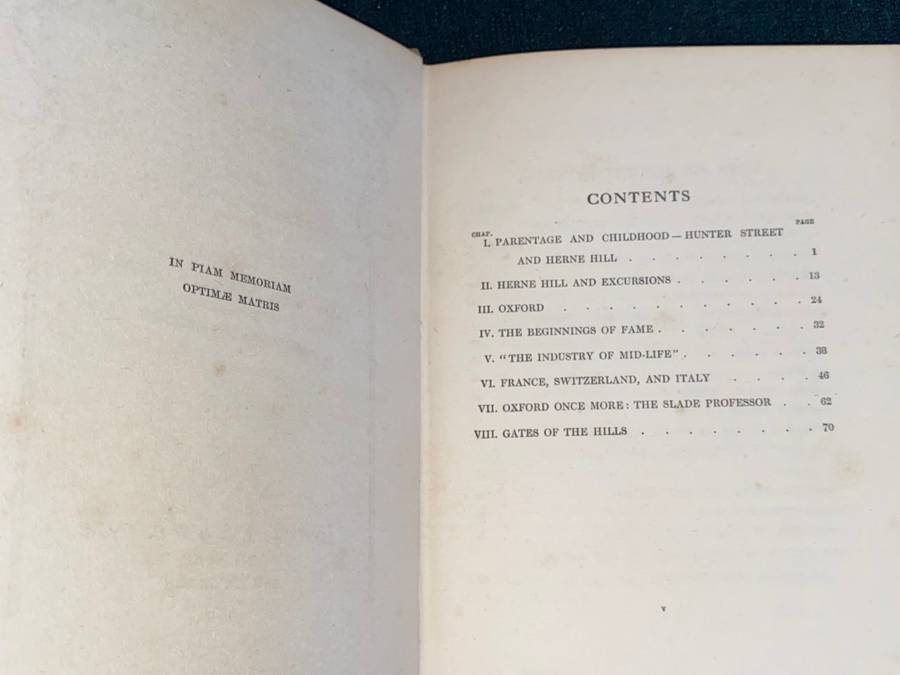 IN PIAM MEMORIAM
OPTIMÆ MATRIS
CONTENTS
CHAP. PAGE
I. PARENTAGE AND CHILDHOOD — HUNTER STREET
AND HERNE HILL . . . . . . . . 1
II. HERNE HILL AND EXCURSIONS . . . . . . 13
III. OXFORD . . . . . . . . . . . 24
IV. THE BEGINNINGS OF FAME . . . . . . . 32
V. "THE INDUSTRY OF MID-LIFE" . . . . . . 38
VI. FRANCE, SWITZERLAND, AND ITALY . . . . 46
VII. OXFORD ONCE MORE: THE SLADE PROFESSOR . . 62
VIII. GATES OF THE HILLS . . . . . . . . 70
v